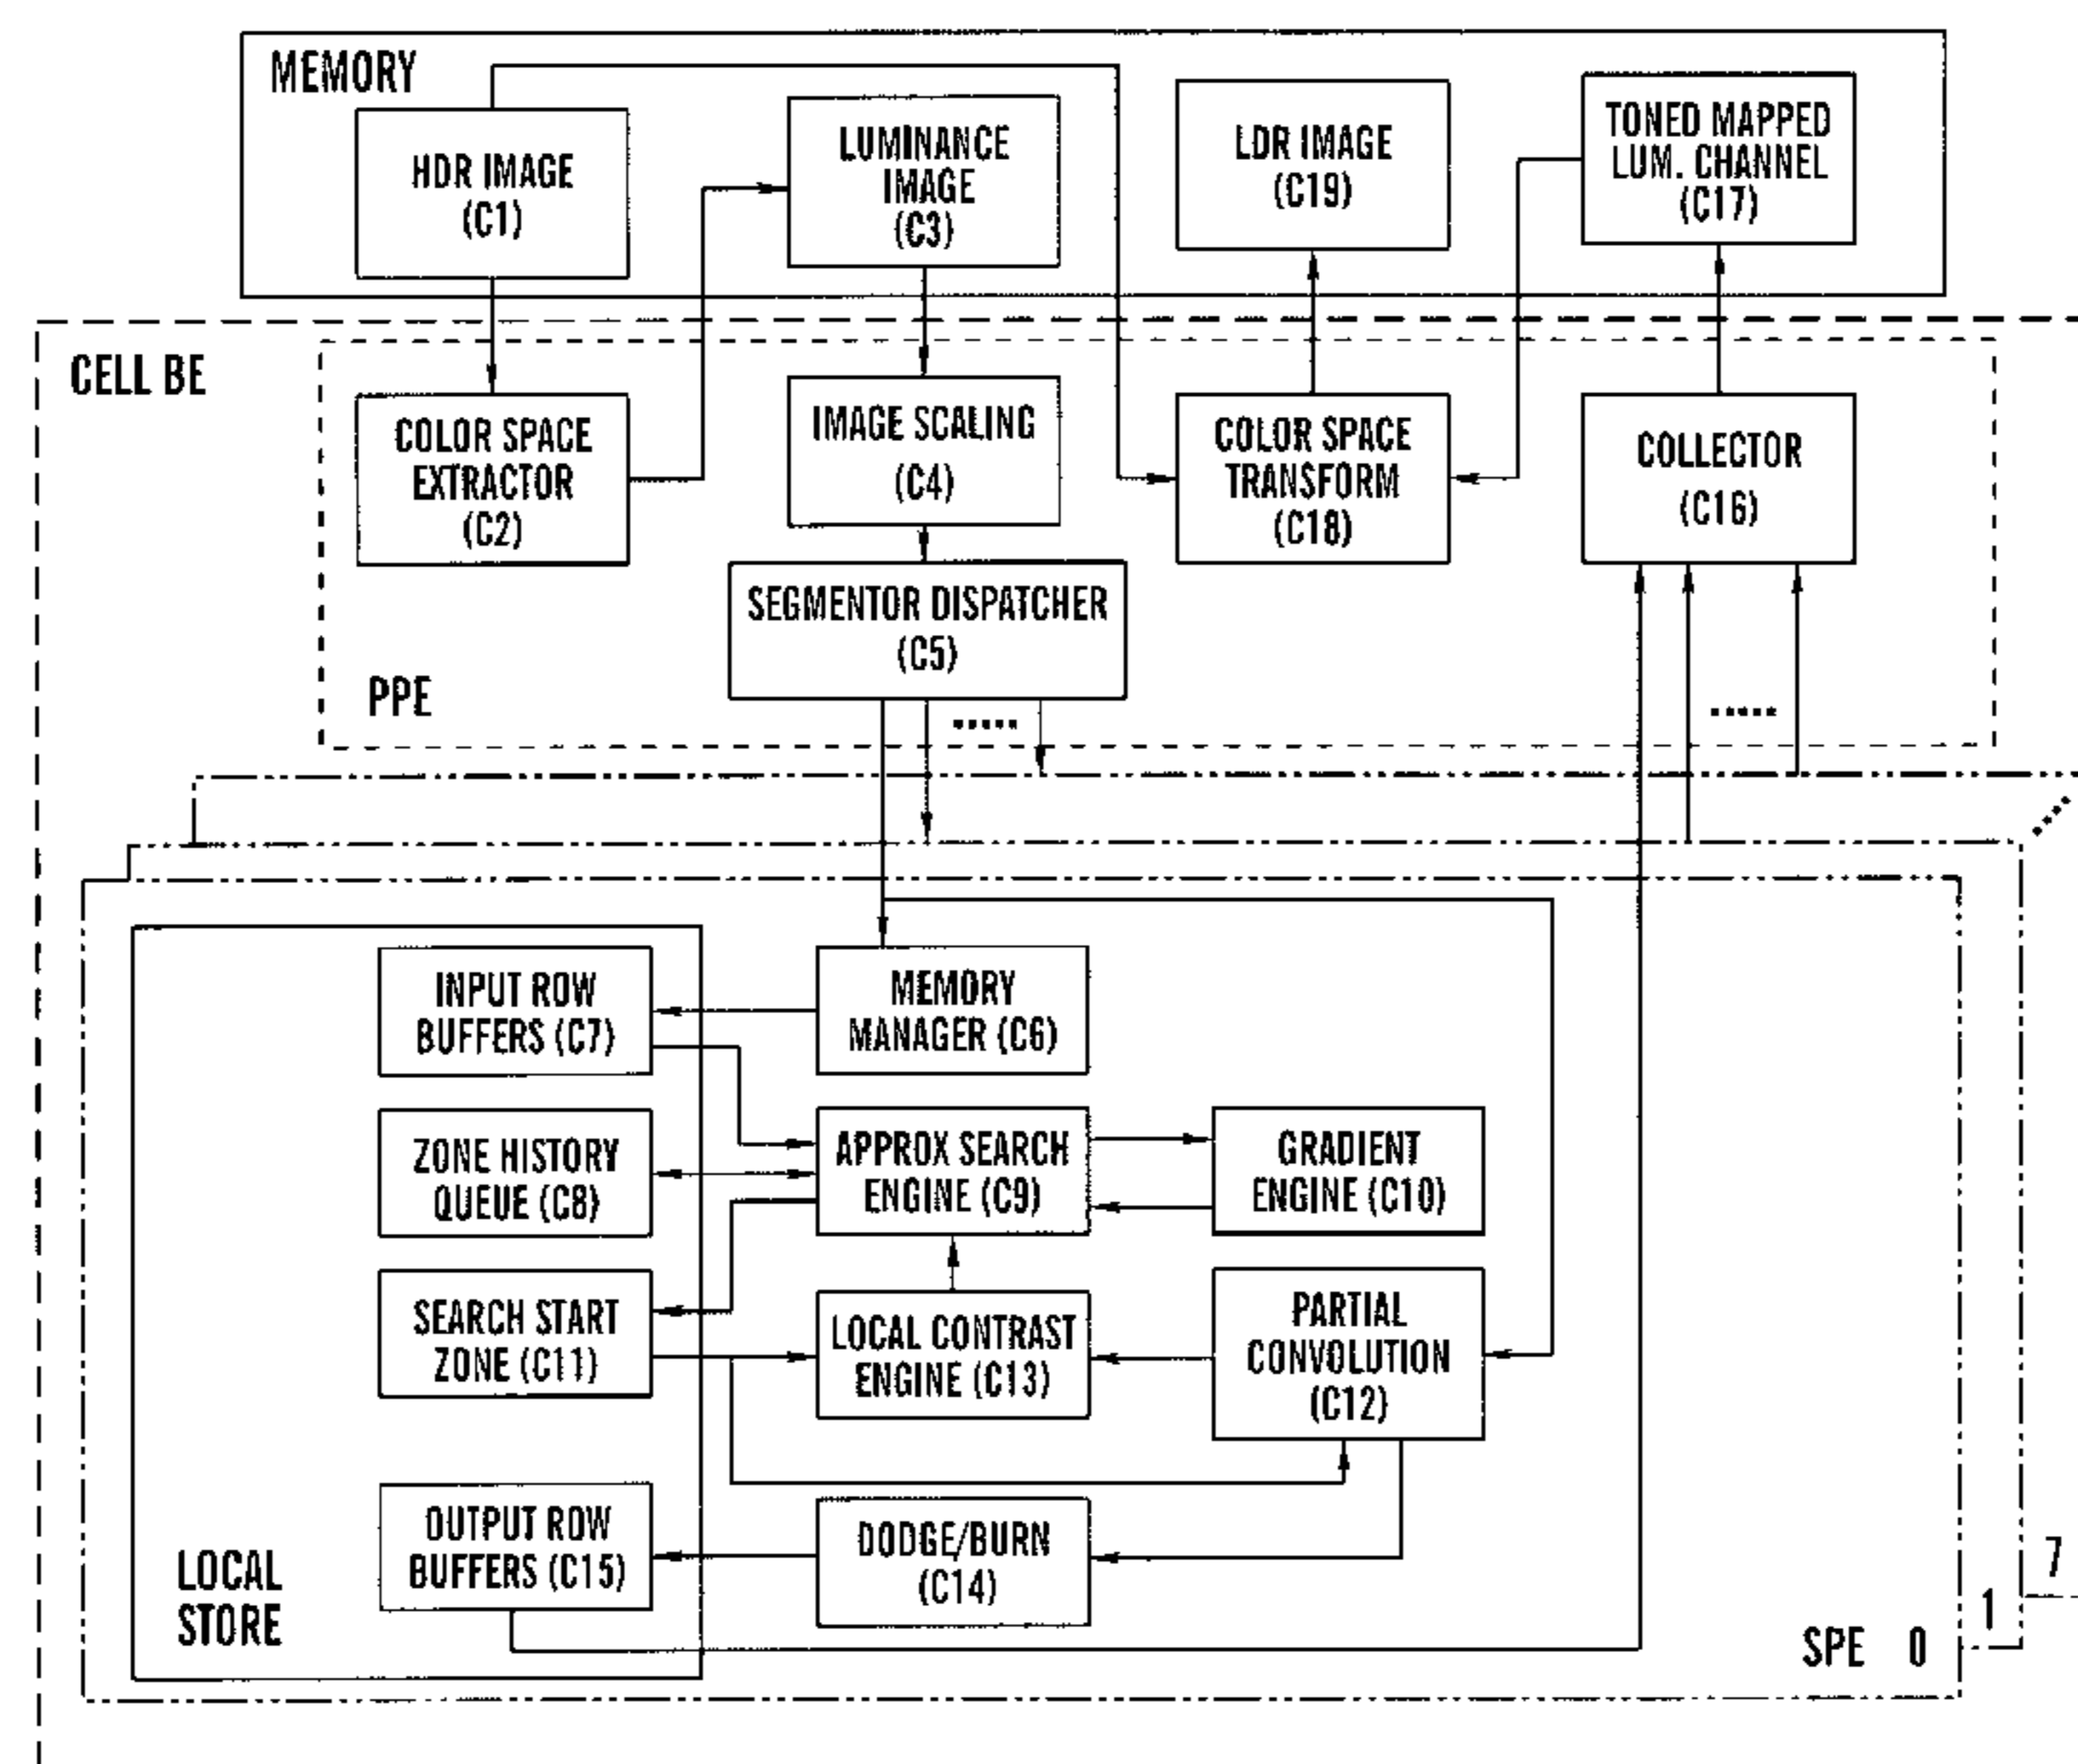 MEMORY
HDR IMAGE
(C1)
LUMINANCE
IMAGE
(C3)
LDR IMAGE
(C19)
TONED MAPPED
LUM. CHANNEL
(C17)
CELL BE
COLOR SPACE
EXTRACTOR
(C2)
IMAGE SCALING
(C4)
COLOR SPACE
TRANSFORM
(C18)
COLLECTOR
(C16)
SEGMENTOR DISPATCHER
(C5)
PPE
INPUT ROW
BUFFERS (C7)
MEMORY
MANAGER (C6)
ZONE HISTORY
QUEUE (C8)
APPROX SEARCH
ENGINE (C9)
GRADIENT
ENGINE (C10)
SEARCH START
ZONE (C11)
LOCAL CONTRAST
ENGINE (C13)
PARTIAL
CONVOLUTION
(C12)
OUTPUT ROW
BUFFERS (C15)
DODGE/BURN
(C14)
LOCAL
STORE
SPE 0
1
7